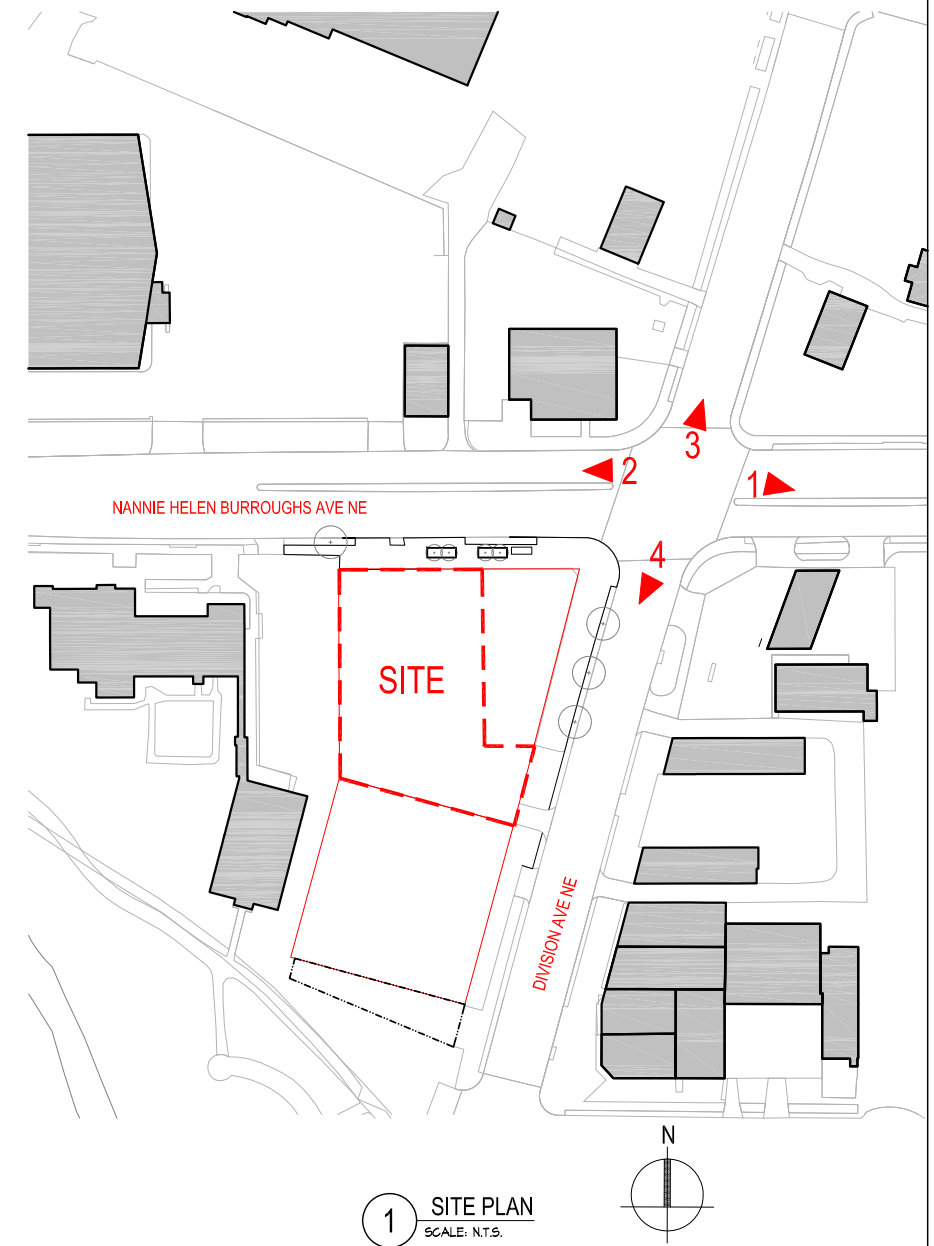 3
2
1
NANNIE HELEN BURROUGHS AVE NE
4
SITE
DIVISION AVE NE
N
1
SITE PLAN
SCALE: N.T.S.